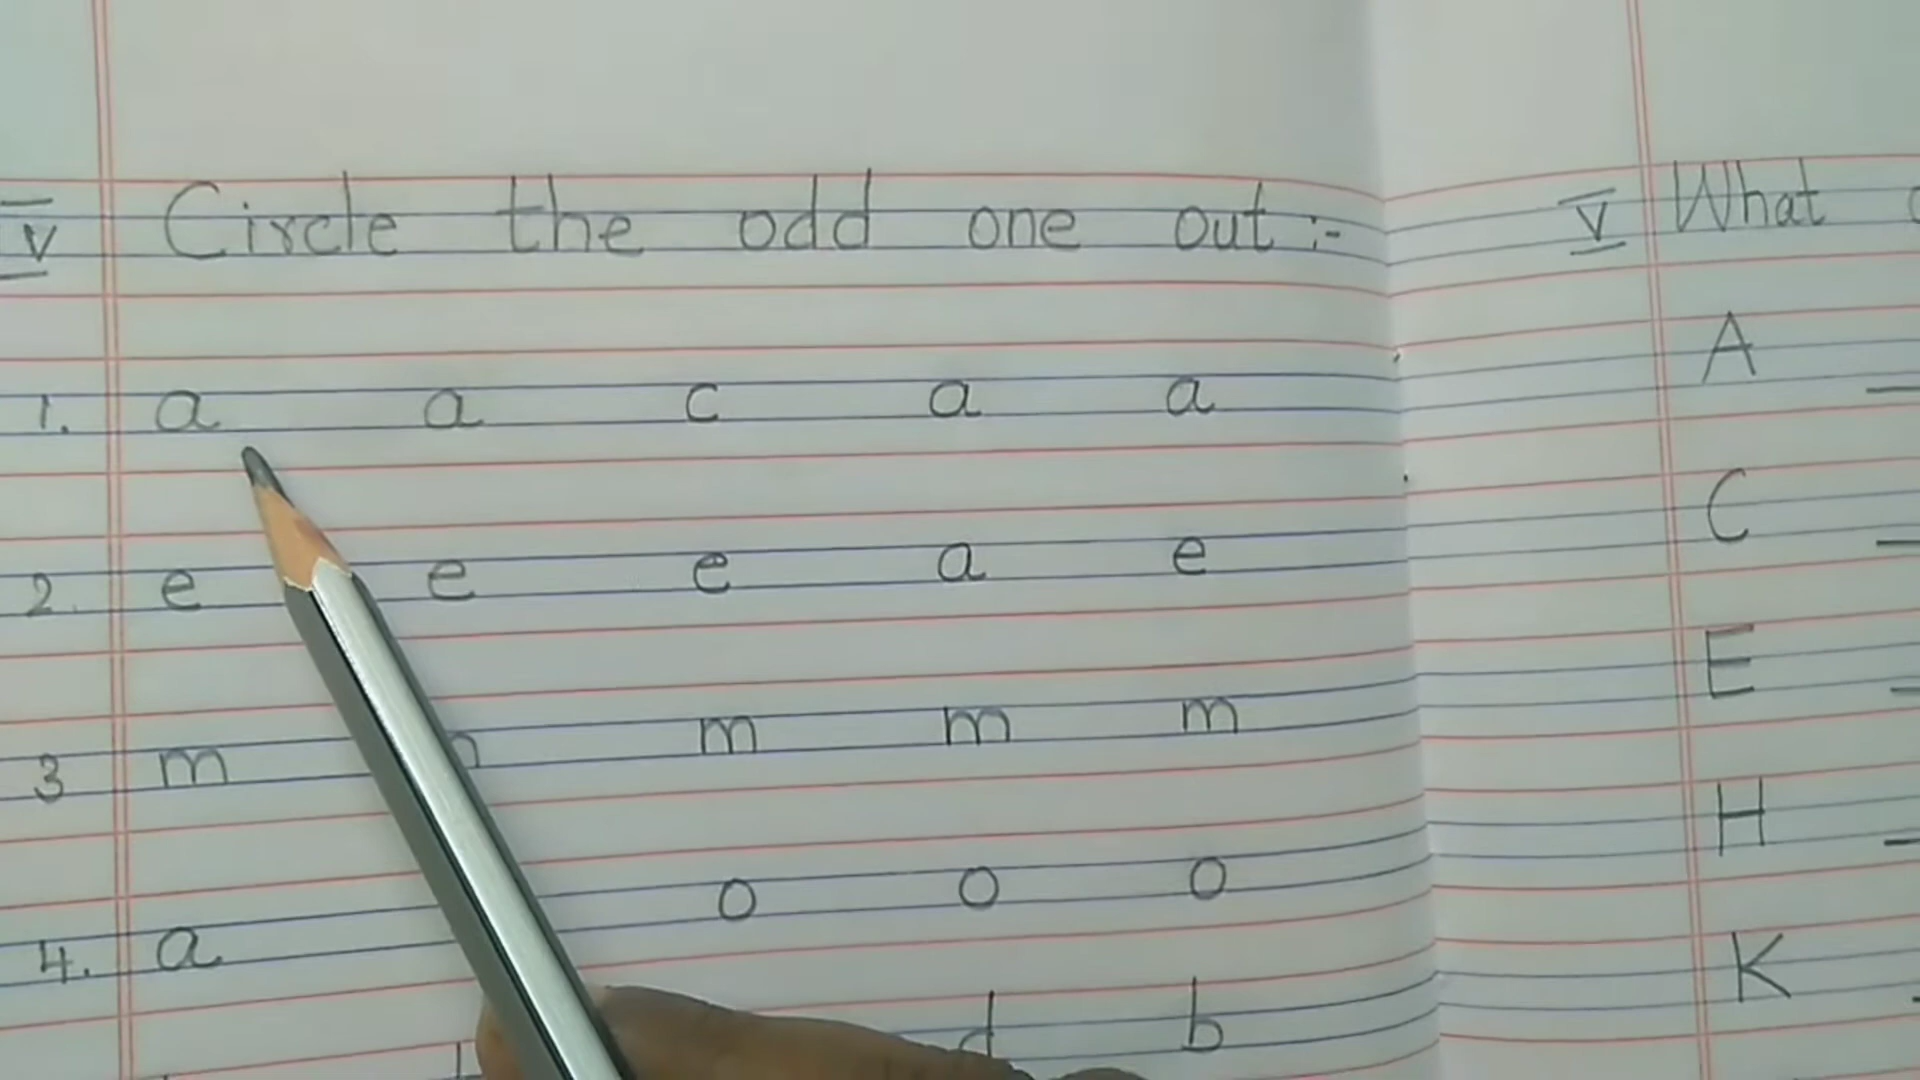 IV Circle the odd one out :-
1. a a c a a
2. e e e a e
3 m n m m m
4. a o o o
d b
V What
A
C
E
H
K